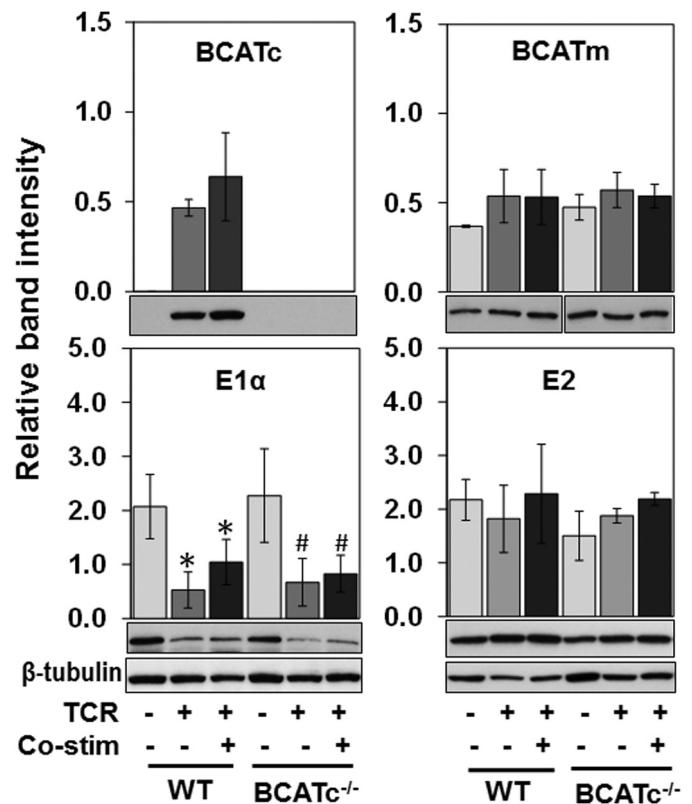 Relative band intensity
BCATc
1.5
1.0
0.5
0.0
BCATm
1.5
1.0
0.5
0.0
E1α
5.0
4.0
3.0
2.0
1.0
0.0
* * # #
E2
5.0
4.0
3.0
2.0
1.0
0.0
β-tubulin
TCR - + + - + + - + + - + +
Co-stim - - + - - + - - + - - +
WT BCATc-/- WT BCATc-/-